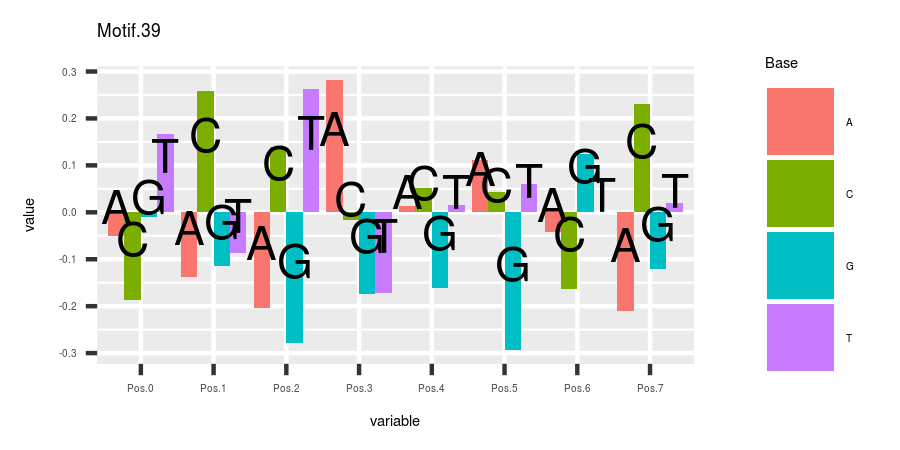 Motif.39
value
0.3
0.2
0.1
0.0
-0.1
-0.2
-0.3
A C G T A C G T A C G T A C G T A C G T A C G T A C G T A C G T
Pos.0 Pos.1 Pos.2 Pos.3 Pos.4 Pos.5 Pos.6 Pos.7
variable
Base
A
C
G
T